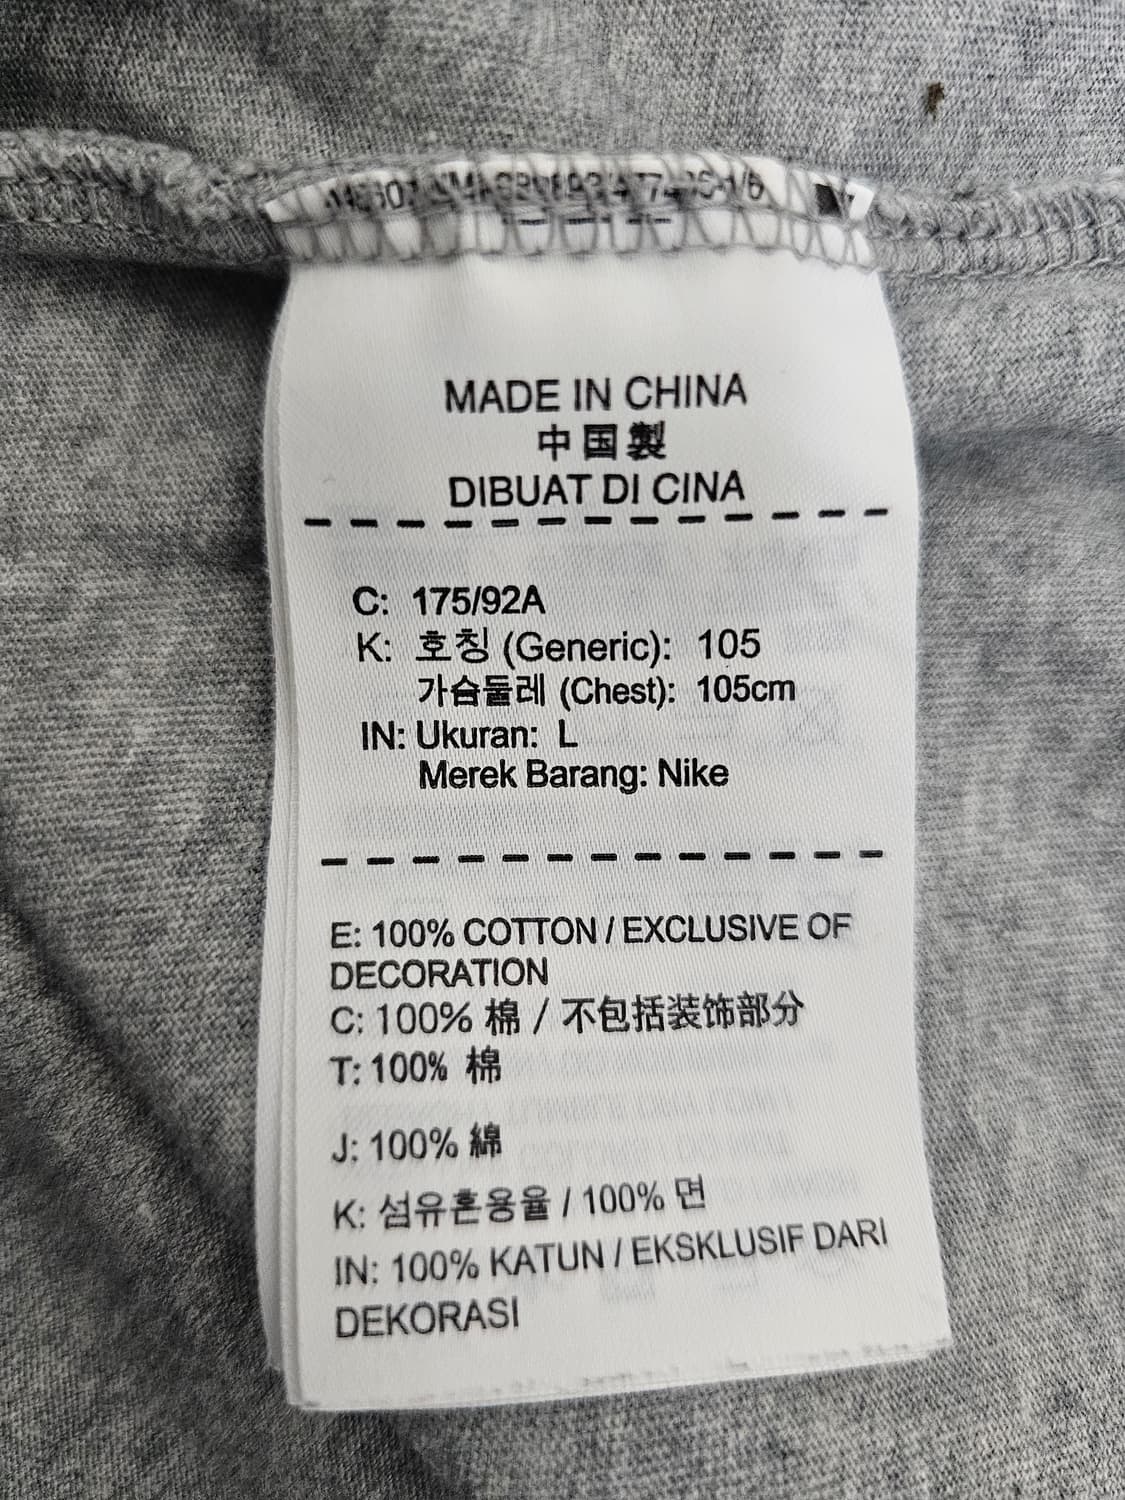 MADE IN CHINA
中国製
DIBUAT DI CINA
C: 175/92A
K: 호칭 (Generic): 105
가슴둘레 (Chest): 105cm
IN: Ukuran: L
Merek Barang: Nike
E: 100% COTTON / EXCLUSIVE OF
DECORATION
C: 100% 棉 / 不包括装饰部分
T: 100% 棉
J: 100% 綿
K: 섬유혼용율 / 100% 면
IN: 100% KATUN / EKSKLUSIF DARI
DEKORASI